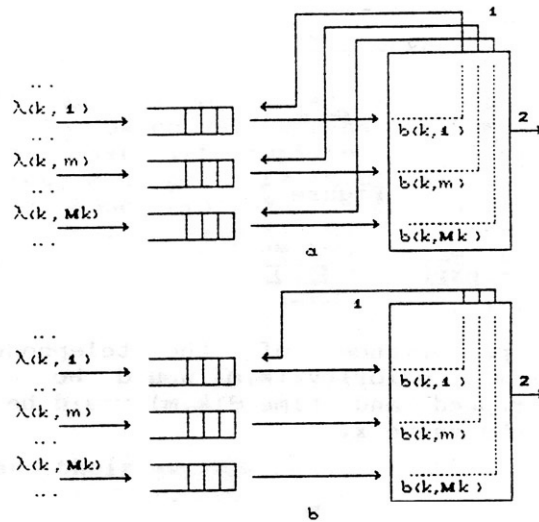 1
...
λ(k, 1)
...
λ(k, m)
...
λ(k, Mk)
...
b(k,1)
b(k,m)
b(k,Mk)
2
a
1
...
λ(k, 1)
...
λ(k, m)
...
λ(k, Mk)
...
b(k,1)
b(k,m)
b(k,Mk)
2
b